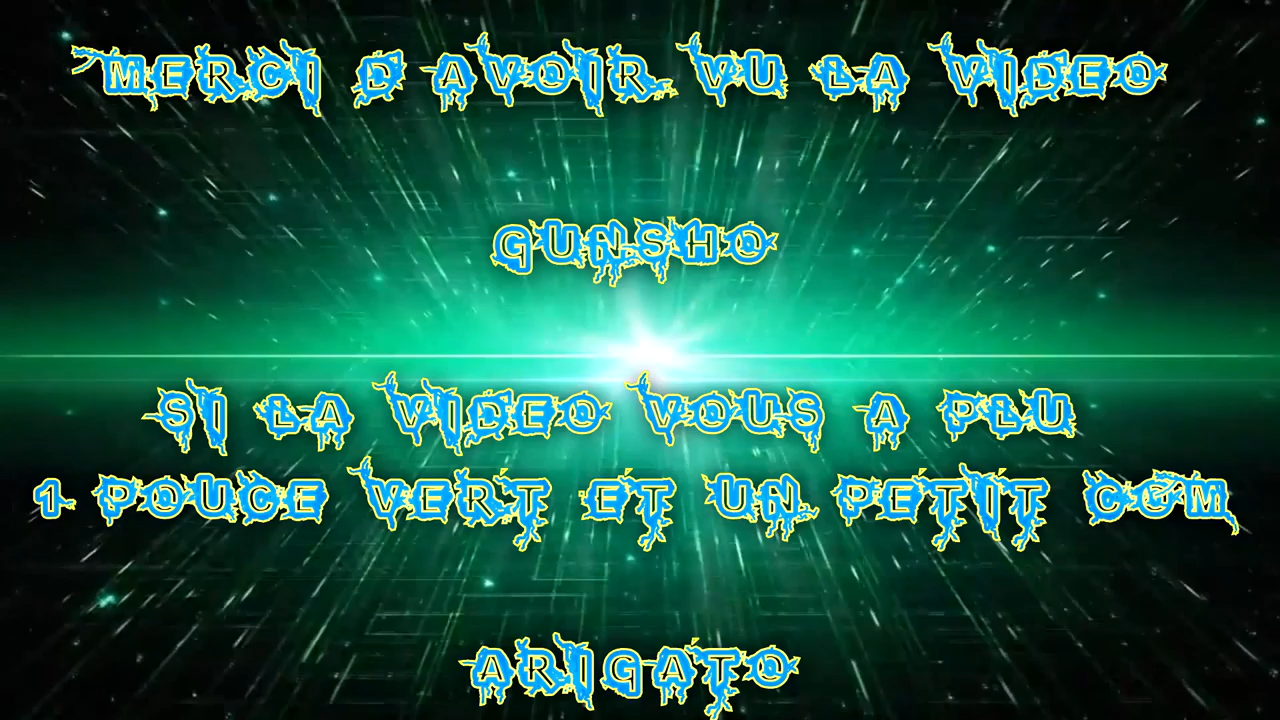 MERCI D AVOIR VU LA VIDEO
GUNSHO
SI LA VIDEO VOUS A PLU
1 POUCE VERT ET UN PETIT COM
ARIGATO